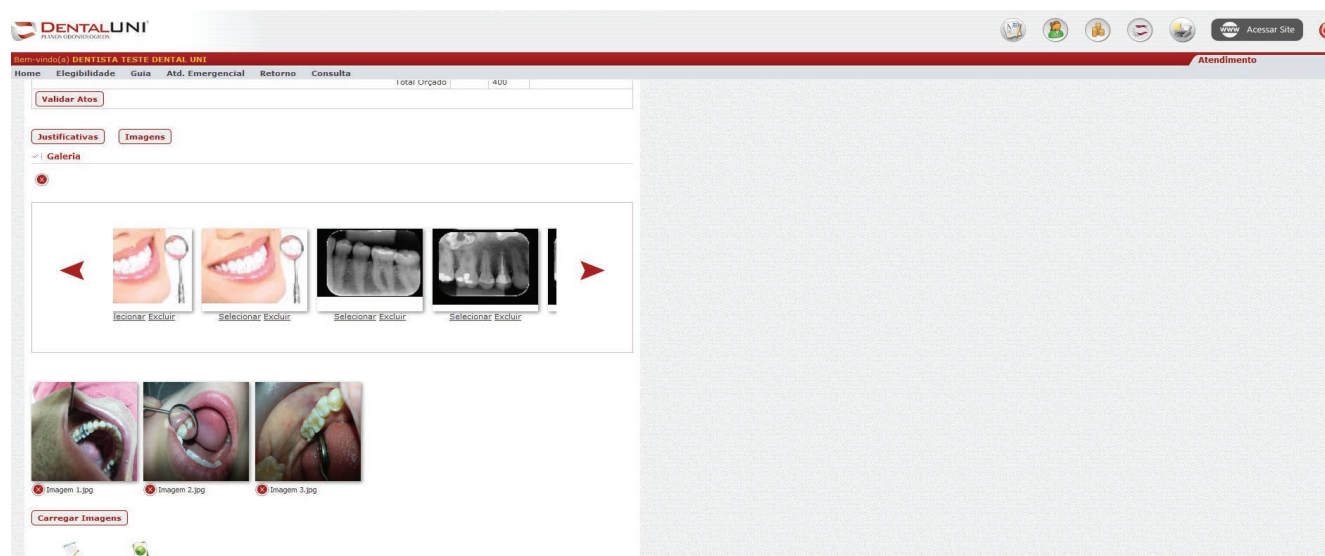 DENTALUNI
PLANOS ODONTOLÓGICOS
www Acessar Site
Bem-vindo(a) DENTISTA TESTE DENTAL UNI
Atendimento
Home Elegibilidade Guia Atd. Emergencial Retorno Consulta
Total Orçado 400
Validar Atos
Justificativas Imagens
Galeria
lecionar Excluir Selecionar Excluir Selecionar Excluir Selecionar Excluir
Imagem 1.jpg Imagem 2.jpg Imagem 3.jpg
Carregar Imagens